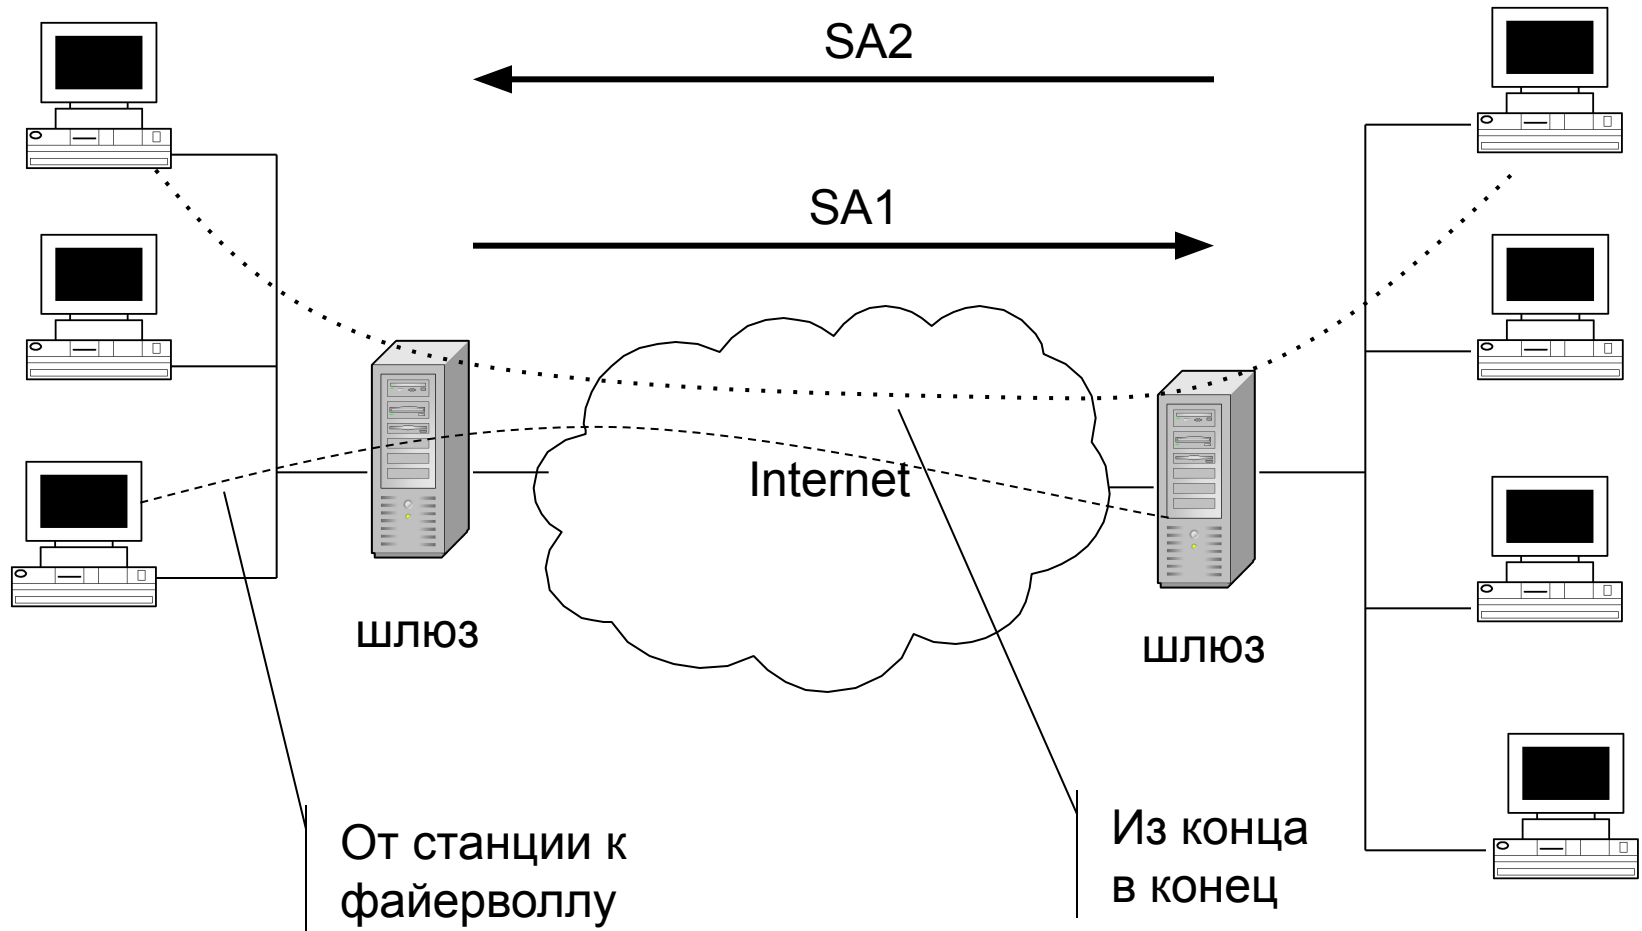 SA2
SA1
Internet
шлюз
шлюз
От станции к
файерволлу
Из конца
в конец